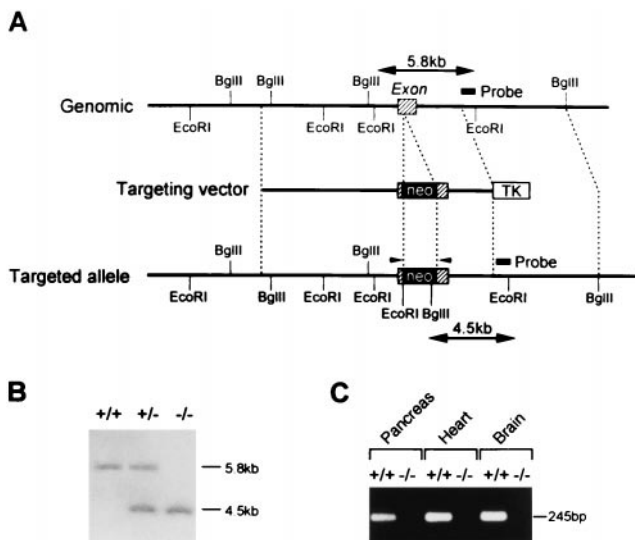 A
5.8kb
BglII BglII BglII Exon Probe BglII
Genomic
EcoRI EcoRI EcoRI EcoRI
Targeting vector neo TK
BglII BglII Probe
Targeted allele neo
EcoRI BglII EcoRI EcoRI EcoRI BglII EcoRI BglII
4.5kb
B
+/+ +/- -/-
5.8kb
4.5kb
C
Pancreas Heart Brain
+/+ -/- +/+ -/- +/+ -/-
245bp